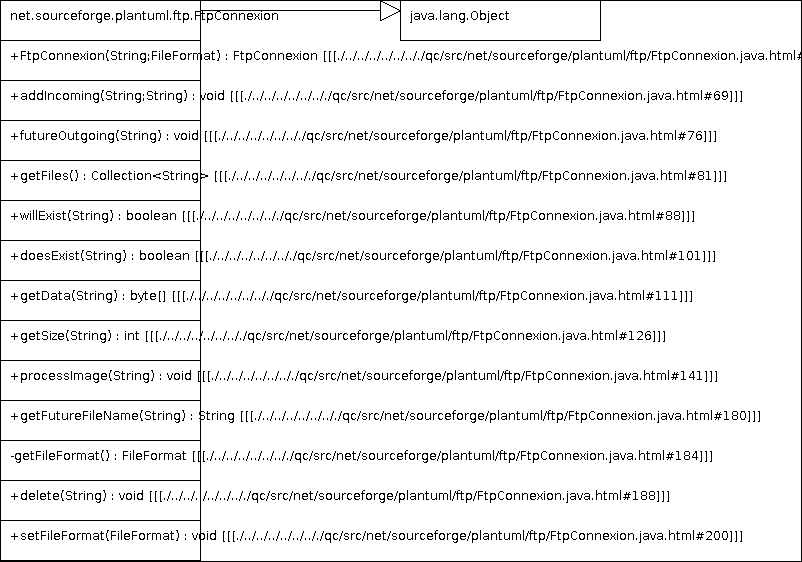 net.sourceforge.plantuml.ftp.FtpConnexion
java.lang.Object
+FtpConnexion(String;FileFormat) : FtpConnexion [[[./../../../../../../qc/src/net/sourceforge/plantuml/ftp/FtpConnexion.java.html#
+addIncoming(String;String) : void [[[./../../../../../../qc/src/net/sourceforge/plantuml/ftp/FtpConnexion.java.html#69]]]
+futureOutgoing(String) : void [[[./../../../../../../qc/src/net/sourceforge/plantuml/ftp/FtpConnexion.java.html#76]]]
+getFiles() : Collection<String> [[[./../../../../../../qc/src/net/sourceforge/plantuml/ftp/FtpConnexion.java.html#81]]]
+willExist(String) : boolean [[[./../../../../../../qc/src/net/sourceforge/plantuml/ftp/FtpConnexion.java.html#88]]]
+doesExist(String) : boolean [[[./../../../../../../qc/src/net/sourceforge/plantuml/ftp/FtpConnexion.java.html#101]]]
+getData(String) : byte[] [[[./../../../../../../qc/src/net/sourceforge/plantuml/ftp/FtpConnexion.java.html#111]]]
+getSize(String) : int [[[./../../../../../../qc/src/net/sourceforge/plantuml/ftp/FtpConnexion.java.html#126]]]
+processImage(String) : void [[[./../../../../../../qc/src/net/sourceforge/plantuml/ftp/FtpConnexion.java.html#141]]]
+getFutureFileName(String) : String [[[./../../../../../../qc/src/net/sourceforge/plantuml/ftp/FtpConnexion.java.html#180]]]
-getFileFormat() : FileFormat [[[./../../../../../../qc/src/net/sourceforge/plantuml/ftp/FtpConnexion.java.html#184]]]
+delete(String) : void [[[./../../../../../../qc/src/net/sourceforge/plantuml/ftp/FtpConnexion.java.html#188]]]
+setFileFormat(FileFormat) : void [[[./../../../../../../qc/src/net/sourceforge/plantuml/ftp/FtpConnexion.java.html#200]]]